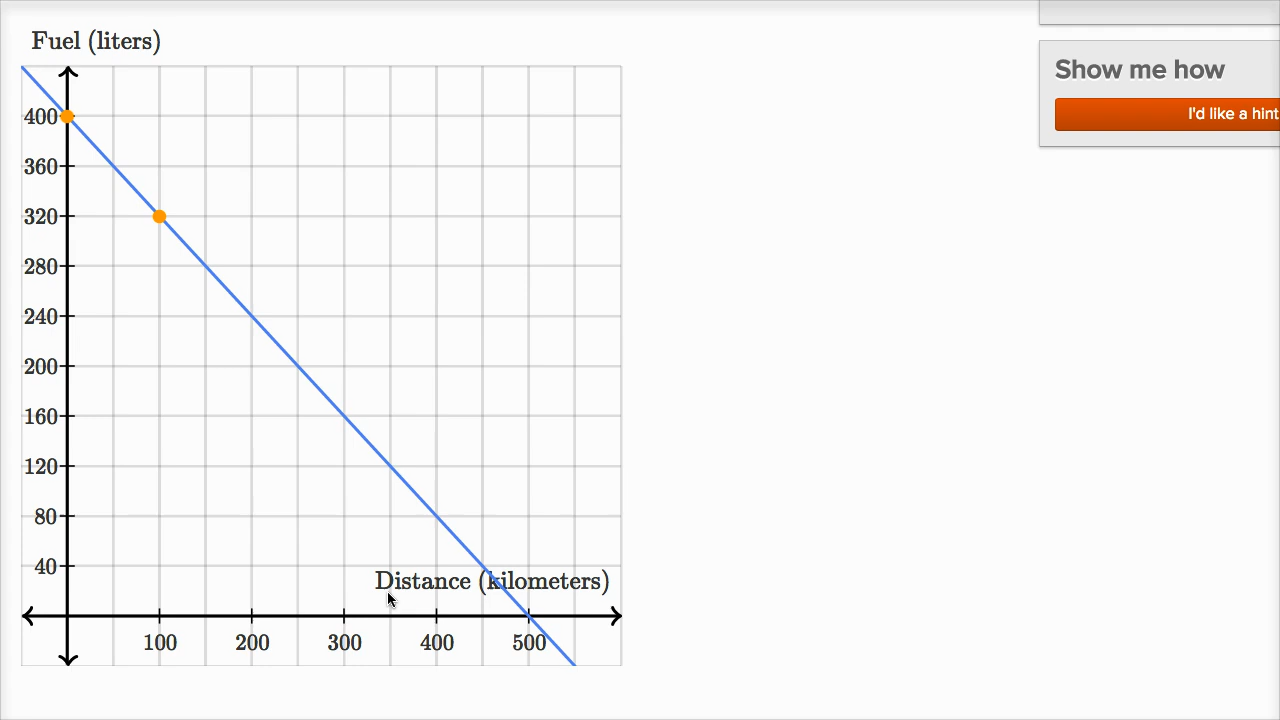 Fuel (liters)
Show me how
I'd like a hint
400
360
320
280
240
200
160
120
80
40
Distance (kilometers)
100 200 300 400 500